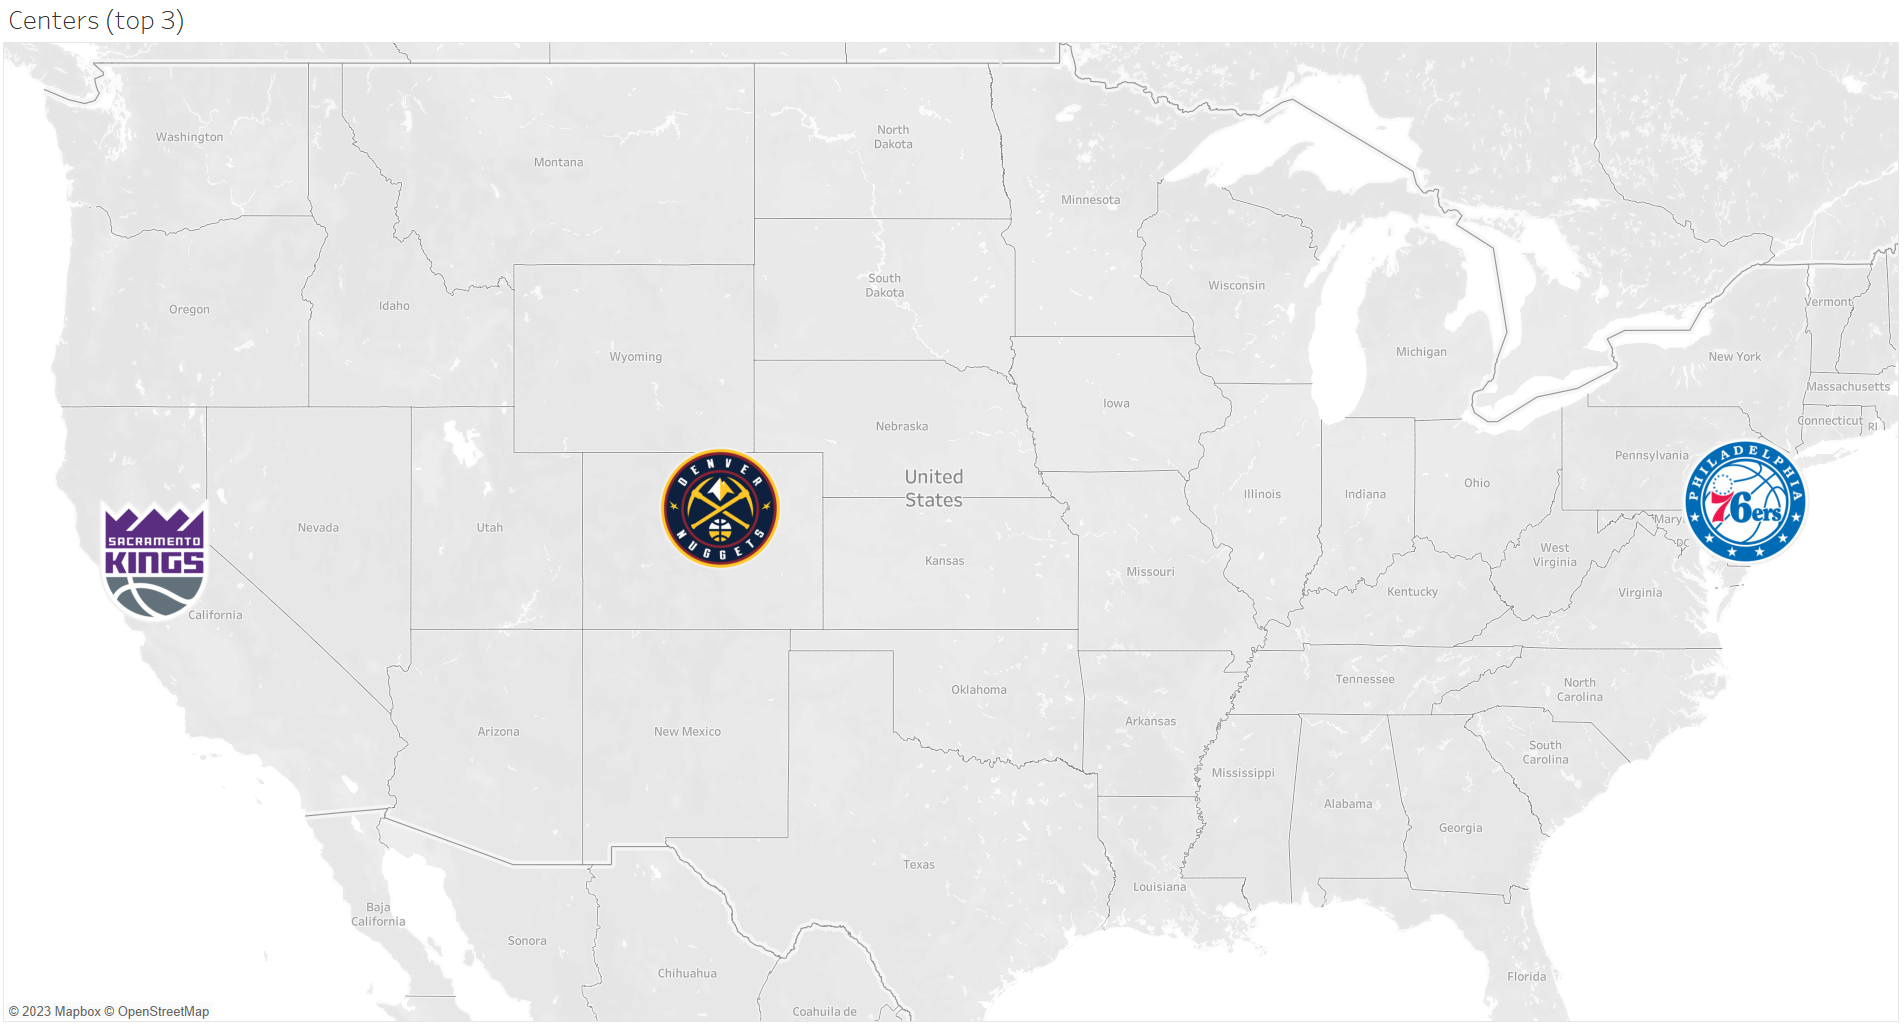 Centers (top 3)
Washington
Montana
North
Dakota
Minnesota
Oregon
Idaho
South
Dakota
Wisconsin
Vermont
Wyoming
Michigan
New York
Massachusetts
Iowa
Nebraska
Connecticut
RI
Pennsylvania
United
States
Illinois
Indiana
Ohio
PHILADELPHIA
76ers
DENVER
NUGGETS
SACRAMENTO
KINGS
Nevada
Utah
Mary
DC
Kansas
Missouri
West
Virginia
Kentucky
Virginia
California
Oklahoma
Tennessee
North
Carolina
Arizona
New Mexico
Arkansas
South
Carolina
Mississippi
Alabama
Georgia
Texas
Louisiana
Baja
California
Sonora
Chihuahua
Florida
Coahuila de
© 2023 Mapbox © OpenStreetMap